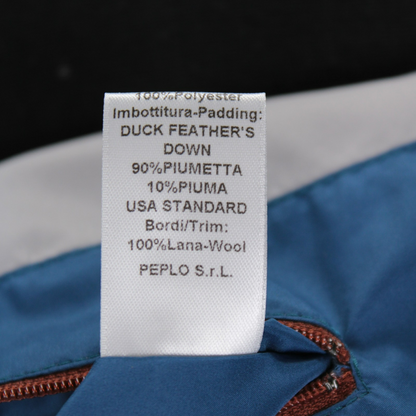 100%Polyester
Imbottitura-Padding:
DUCK FEATHER'S
DOWN
90%PIUMETTA
10%PIUMA
USA STANDARD
Bordi/Trim:
100%Lana-Wool
PEPLO S.r.L.